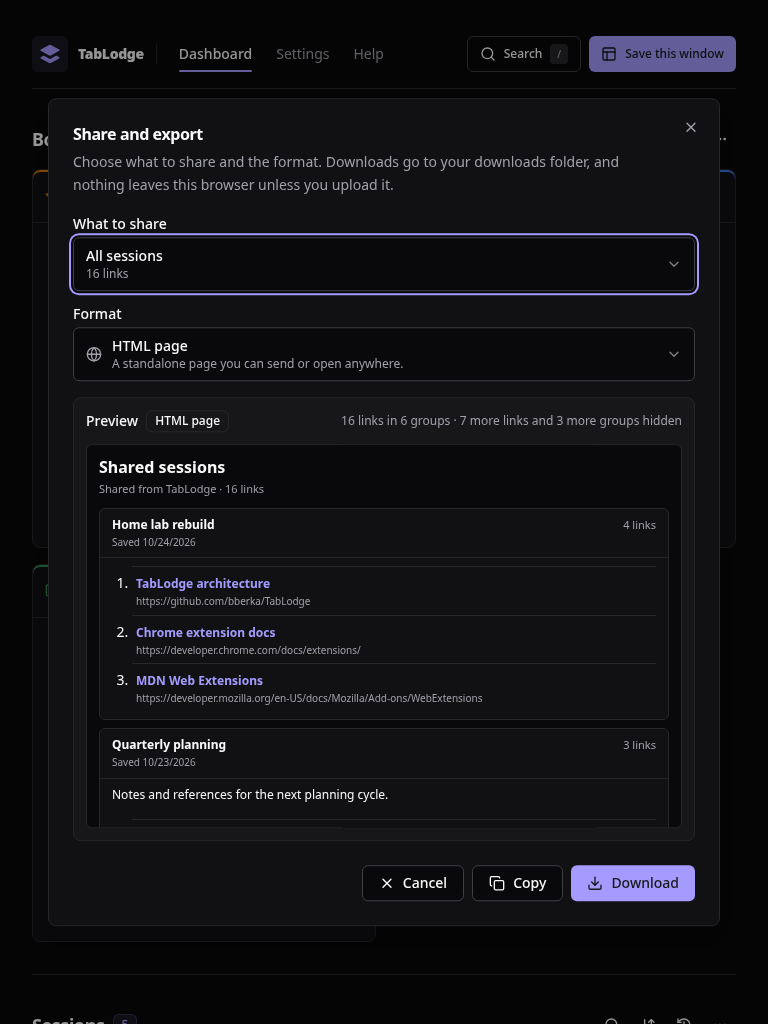 TabLodge
Dashboard
Settings
Help
Search /
Save this window
Bo
Share and export
Choose what to share and the format. Downloads go to your downloads folder, and
nothing leaves this browser unless you upload it.
What to share
All sessions
16 links
Format
HTML page
A standalone page you can send or open anywhere.
Preview
HTML page
16 links in 6 groups · 7 more links and 3 more groups hidden
Shared sessions
Shared from TabLodge · 16 links
Home lab rebuild
4 links
Saved 10/24/2026
1. TabLodge architecture
https://github.com/bberka/TabLodge
2. Chrome extension docs
https://developer.chrome.com/docs/extensions/
3. MDN Web Extensions
https://developer.mozilla.org/en-US/docs/Mozilla/Add-ons/WebExtensions
Quarterly planning
3 links
Saved 10/23/2026
Notes and references for the next planning cycle.
Cancel
Copy
Download
Sessions 5